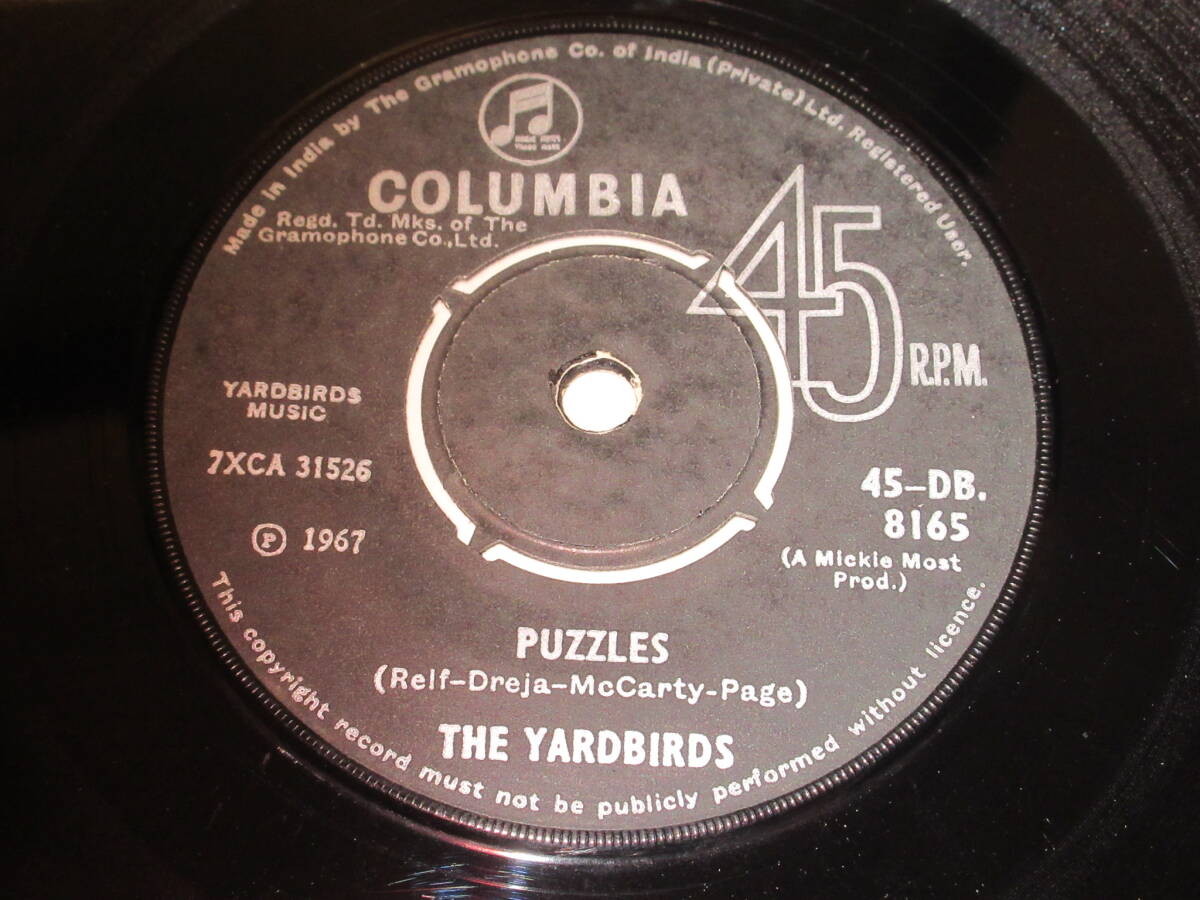 Made in India by The Gramophone Co. of India (Private) Ltd. Registered User.
COLUMBIA
Regd. Td. Mks. of The
Gramophone Co.,Ltd.
45
R.P.M.
YARDBIRDS
MUSIC
7XCA 31526
Ⓟ 1967
45-DB.
8165
(A Mickie Most
Prod.)
PUZZLES
(Relf-Dreja-McCarty-Page)
THE YARDBIRDS
This copyright record must not be publicly performed without licence.